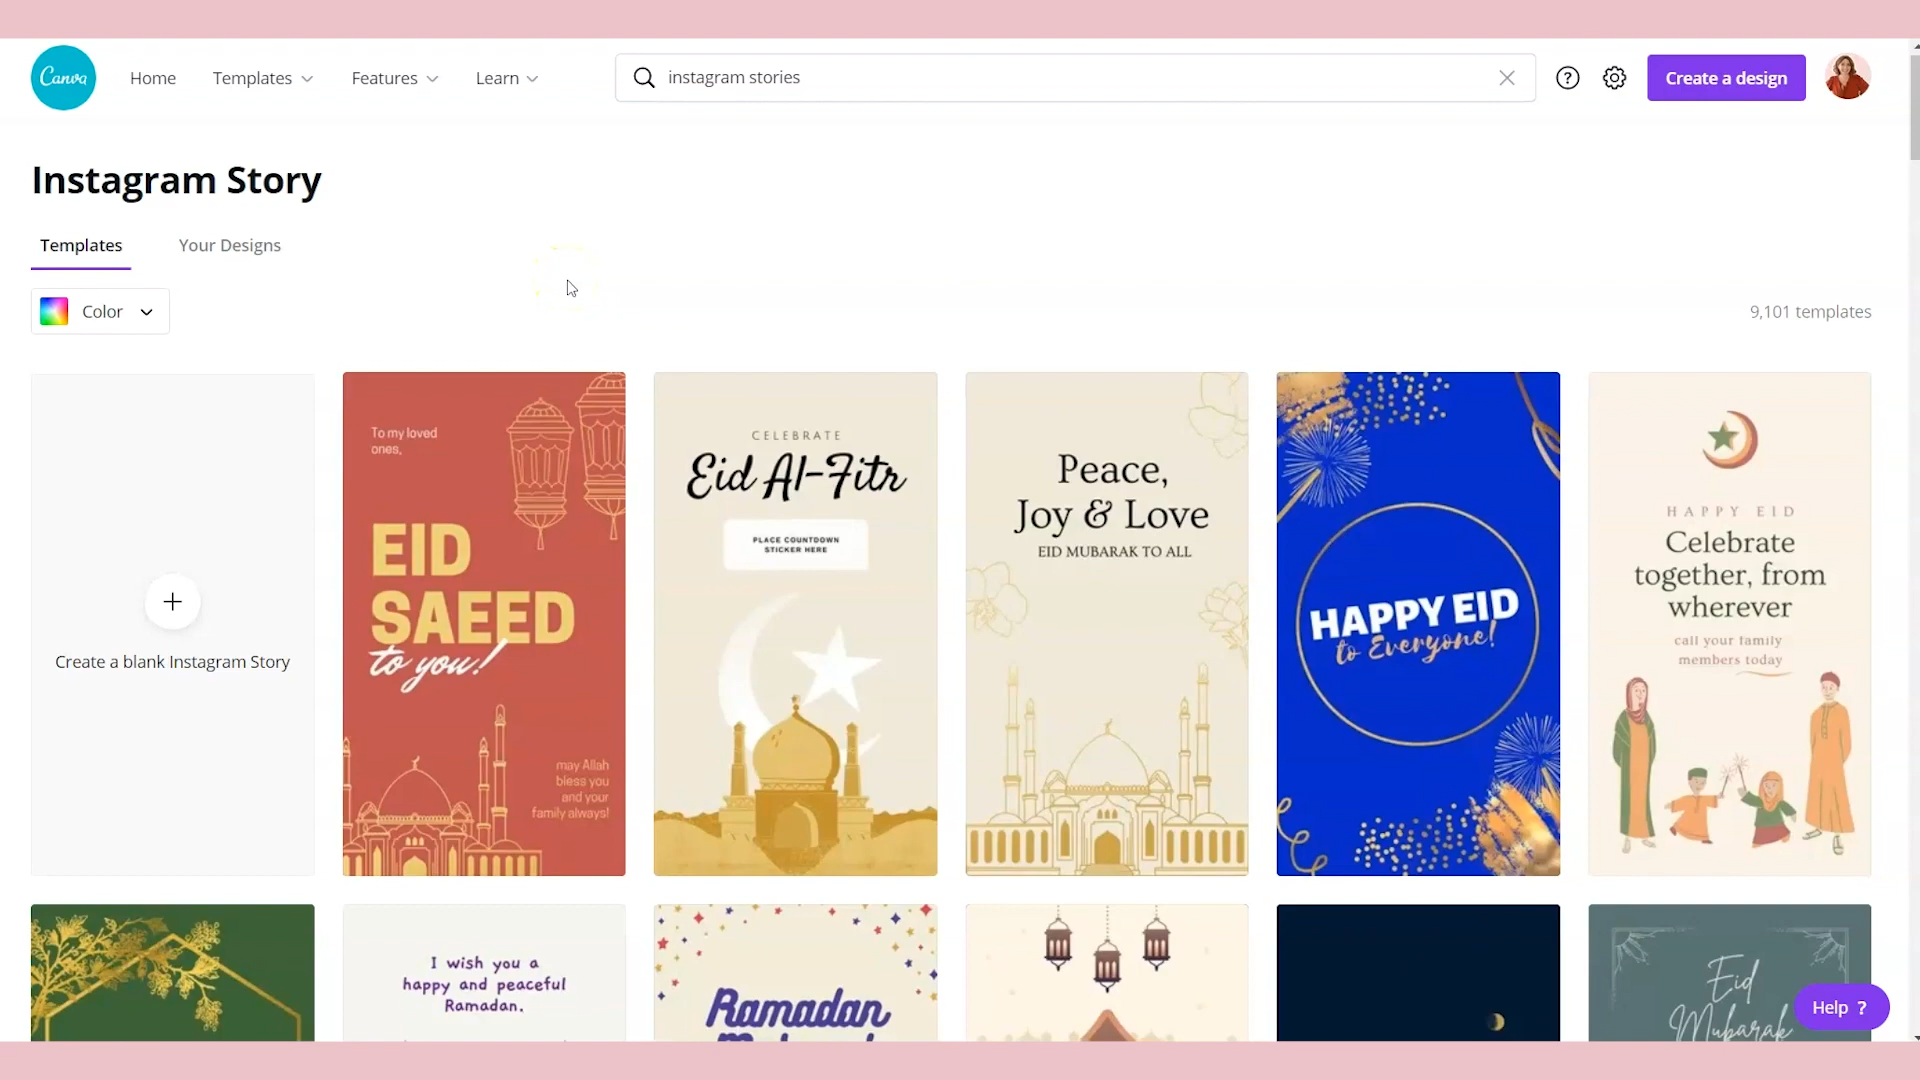 Canva
Home
Templates
Features
Learn
instagram stories
?
Create a design
Instagram Story
Templates
Your Designs
Color
9,101 templates
Create a blank Instagram Story
To my loved
ones,
EID
SAEED
to you!
may Allah
bless you
and your
family always!
CELEBRATE
Eid Al-Fitr
PLACE COUNTDOWN
STICKER HERE
Peace,
Joy & Love
EID MUBARAK TO ALL
HAPPY EID
to Everyone!
HAPPY EID
Celebrate
together, from
wherever
call your family
members today
I wish you a
happy and peaceful
Ramadan.
Ramadan
Eid
Mubarak
Help ?